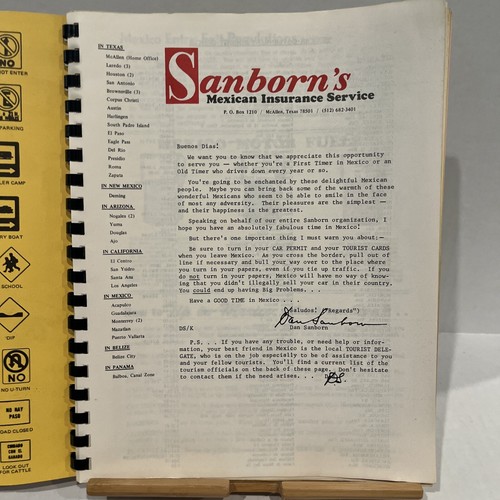 NO
NOT ENTER
PARKING
LER CAMP
RY BOAT
SCHOOL
DIP
NO
NO-U-TURN
NO HAY
PASO
OAD CLOSED
CUIDADO
CON EL
GANADO
LOOK OUT
FOR CATTLE
IN TEXAS
McAllen (Home Office)
Laredo (3)
Houston (2)
San Antonio
Brownsville (3)
Corpus Christi
Austin
Harlingen
South Padre Island
El Paso
Eagle Pass
Del Rio
Presidio
Roma
Zapata
IN NEW MEXICO
Deming
IN ARIZONA
Nogales (2)
Yuma
Douglas
Ajo
IN CALIFORNIA
El Centro
San Ysidro
Santa Ana
Los Angeles
IN MEXICO
Acapulco
Guadalajara
Monterrey (2)
Mazatlan
Puerto Vallarta
IN BELIZE
Belize City
IN PANAMA
Balboa, Canal Zone
Sanborn's
Mexican Insurance Service
P. O. Box 1210 / McAllen, Texas 78501 / (512) 682-3401
Buenos Dias!
We want you to know that we appreciate this opportunity
to serve you — whether you're a First Timer in Mexico or an
Old Timer who drives down every year or so.
You're going to be enchanted by these delightful Mexican
people. Maybe you can bring back some of the warmth of these
wonderful Mexicans who seem to be able to smile in the face
of most any adversity. Their pleasures are the simplest —
and their happiness is the greatest.
Speaking on behalf of our entire Sanborn organization, I
hope you have an absolutely fabulous time in Mexico!
But there's one important thing I must warn you about:—
Be sure to turn in your CAR PERMIT and your TOURIST CARDS
when you leave Mexico. As you cross the border, pull out of
line if necessary and bull your way over to the place where
you turn in your papers, even if you tie up traffic. If you
do not turn in your papers, Mexico will have no way of know-
ing that you didn't illegally sell your car in their country.
You could end up having Big Problems. . .
Have a GOOD TIME in Mexico . . .
Saludos! ("Regards")
Dan Sanborn
DS/K
Dan Sanborn
P.S. . . If you have any trouble, or need help or infor-
mation, your best friend in Mexico is the local TOURIST DELE-
GATE, who is on the job especially to be of assistance to you
and your fellow tourists. You'll find a current list of the
tourism officials on the back of these page. Don't hesitate
to contact them if the need arises. . .